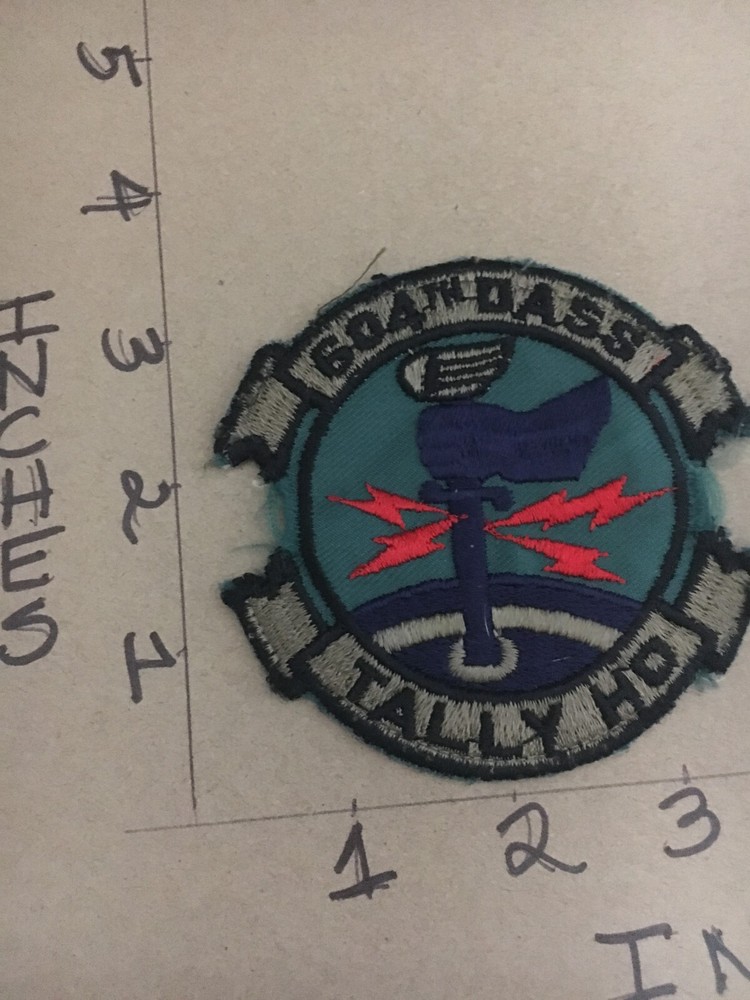 5
4
3
2
1
INCHES
604TH DASS
TALLY HO
1 2 3
IN